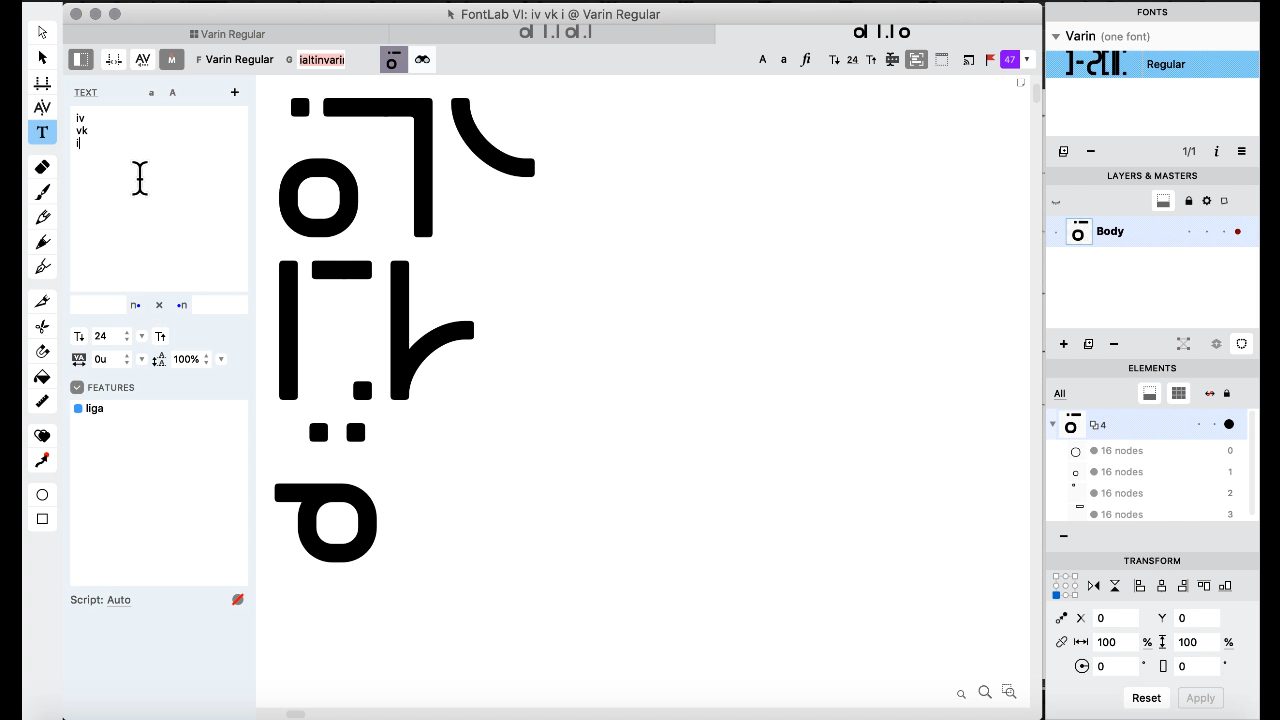 FontLab VI: iv vk i @ Varin Regular
Varin Regular
F Varin Regular G ialtinvarin
A a fi 24 47
TEXT a A +
iv
vk
i
n• × •n
24
0u 100%
FEATURES
liga
Script: Auto
FONTS
Varin (one font)
Regular
1/1 i
LAYERS & MASTERS
Body
ELEMENTS
All
4
16 nodes 0
16 nodes 1
16 nodes 2
16 nodes 3
TRANSFORM
X 0 Y 0
100 % 100 %
0 ° 0 °
Reset Apply